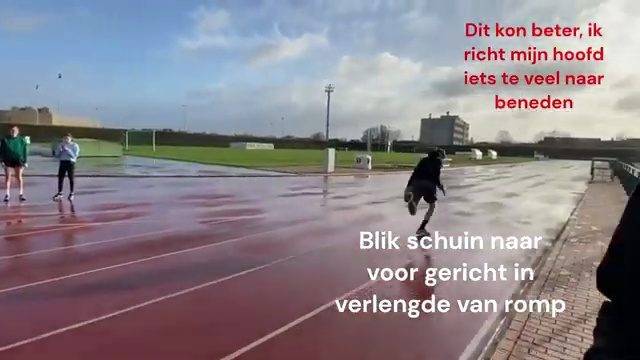 Dit kon beter, ik
richt mijn hoofd
iets te veel naar
beneden
Blik schuin naar
voor gericht in
verlengde van romp